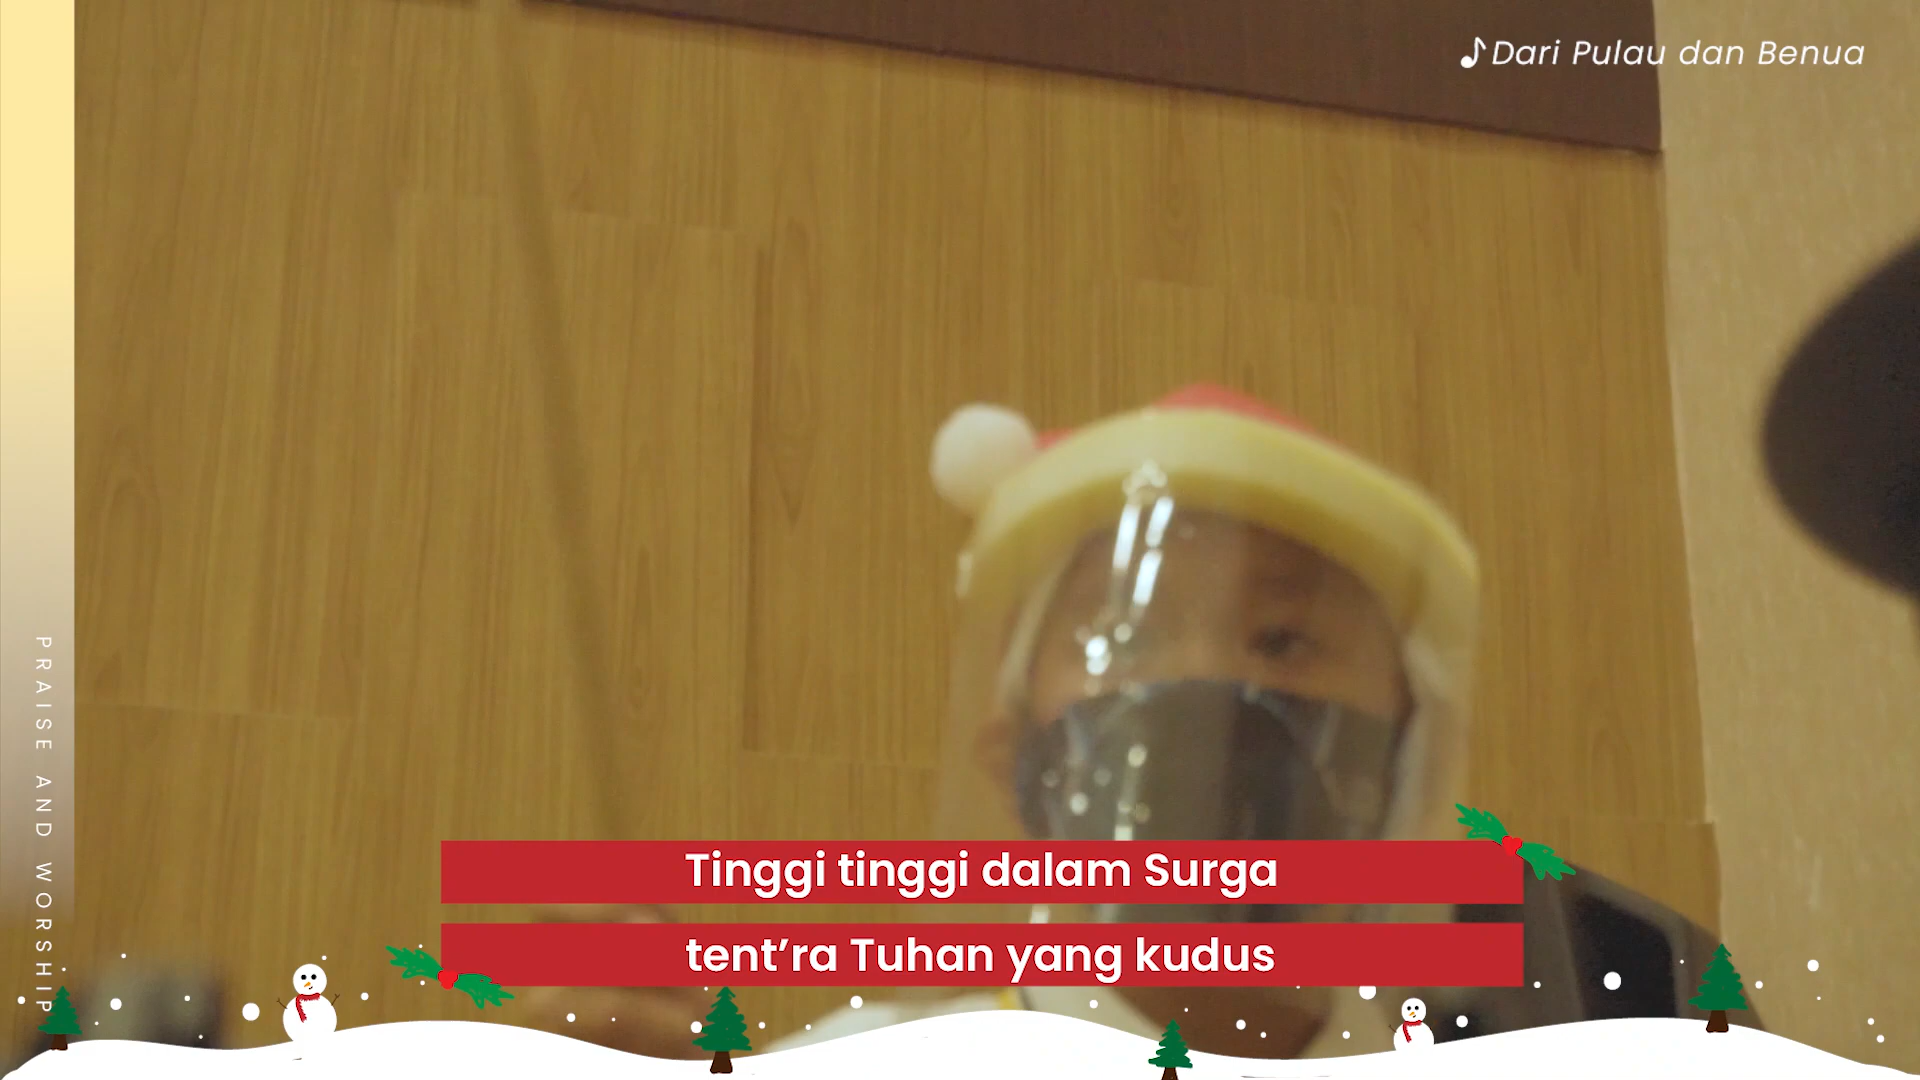 ♪Dari Pulau dan Benua
PRAISE AND WORSHIP
Tinggi tinggi dalam Surga
tent’ra Tuhan yang kudus